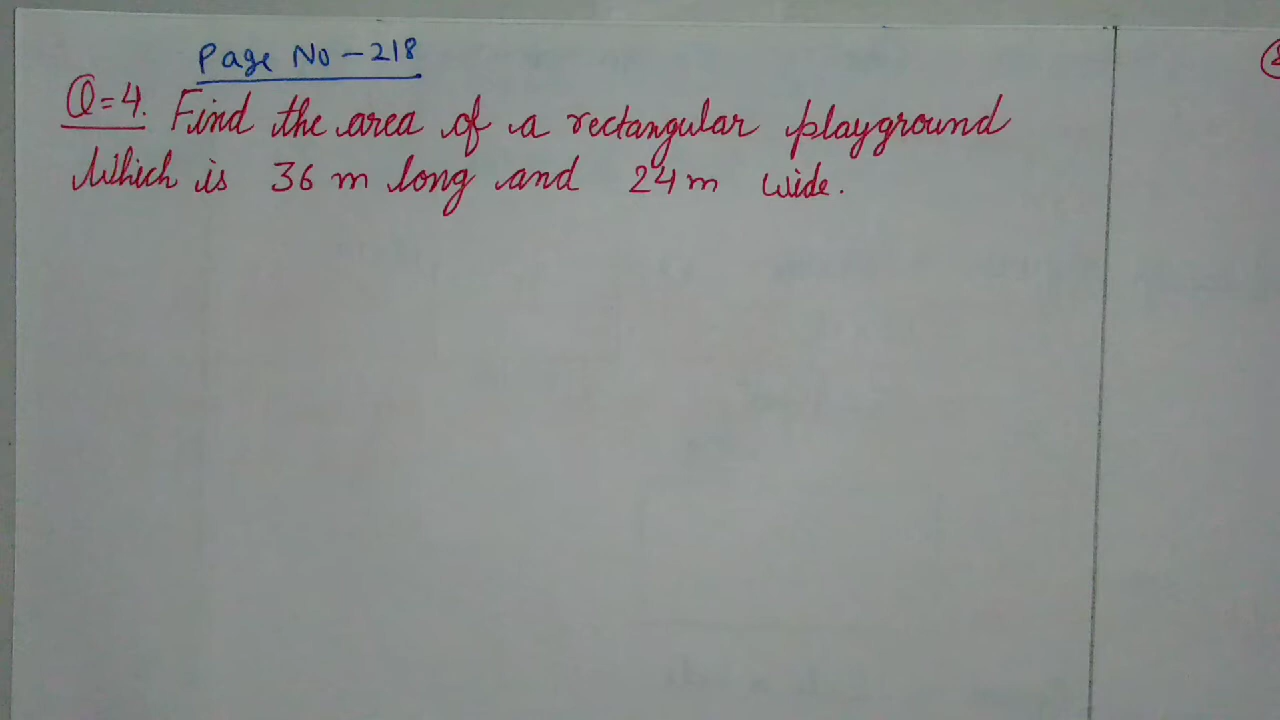 Page No - 218
Q=4. Find the area of a rectangular playground
Which is 36 m long and 24 m wide.